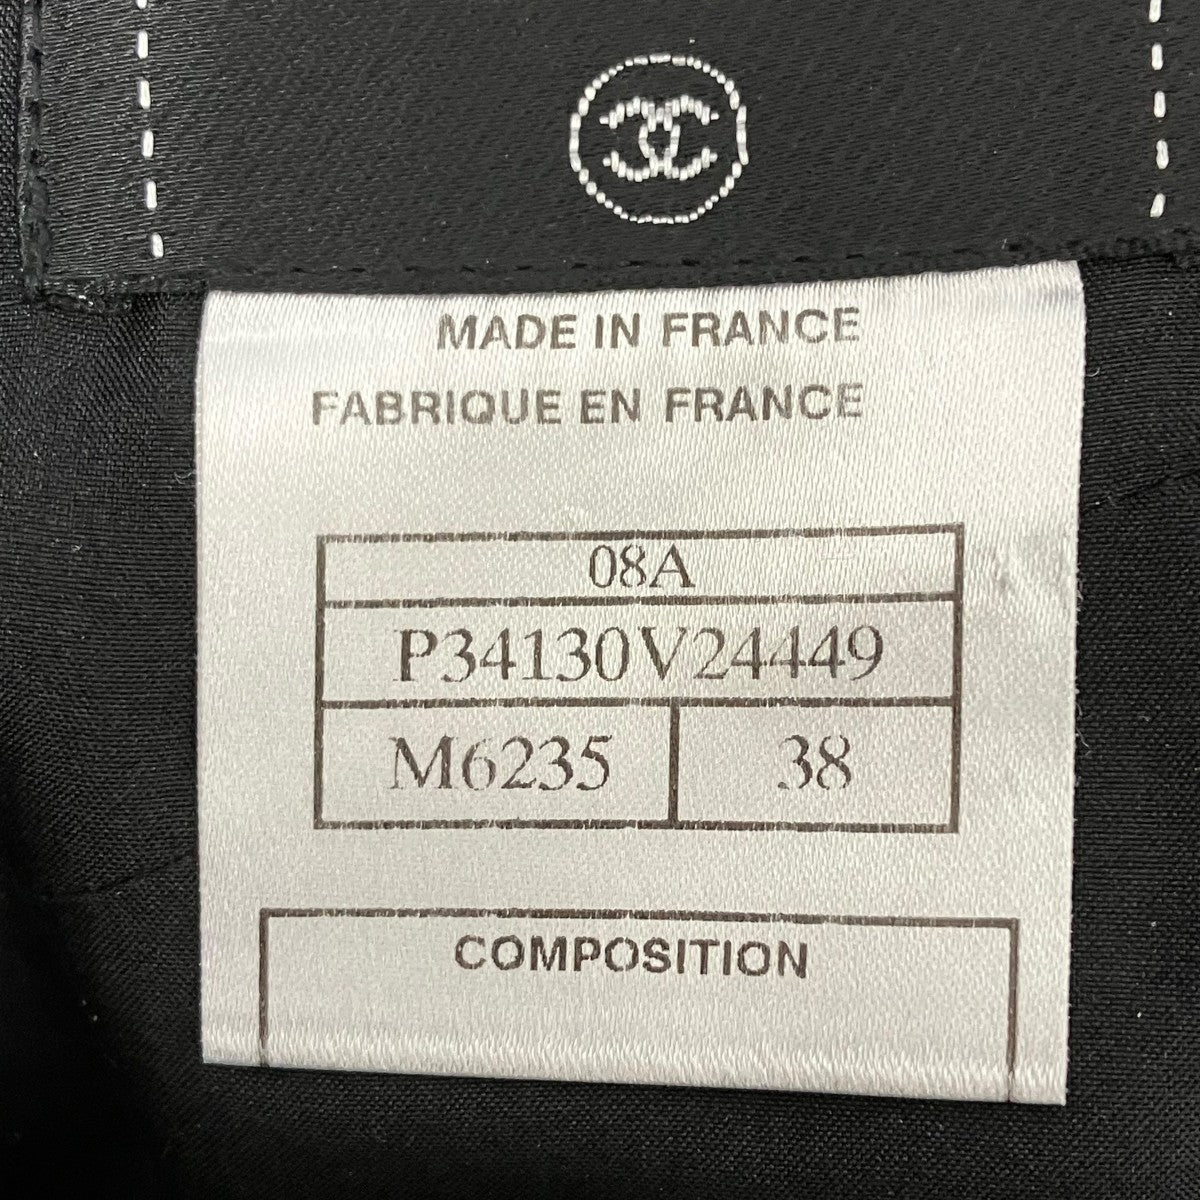 MADE IN FRANCE
FABRIQUE EN FRANCE
08A
P34130V24449
M6235 38
COMPOSITION